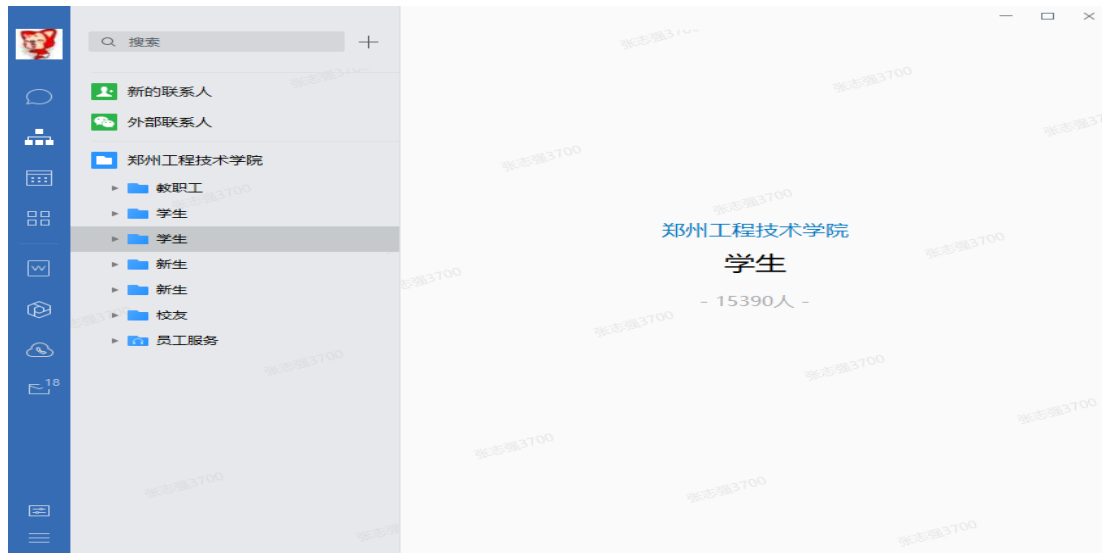 搜索
新的联系人
外部联系人
郑州工程技术学院
教职工
学生
学生
新生
新生
校友
员工服务
18
郑州工程技术学院
学生
- 15390人 -
张志强3700